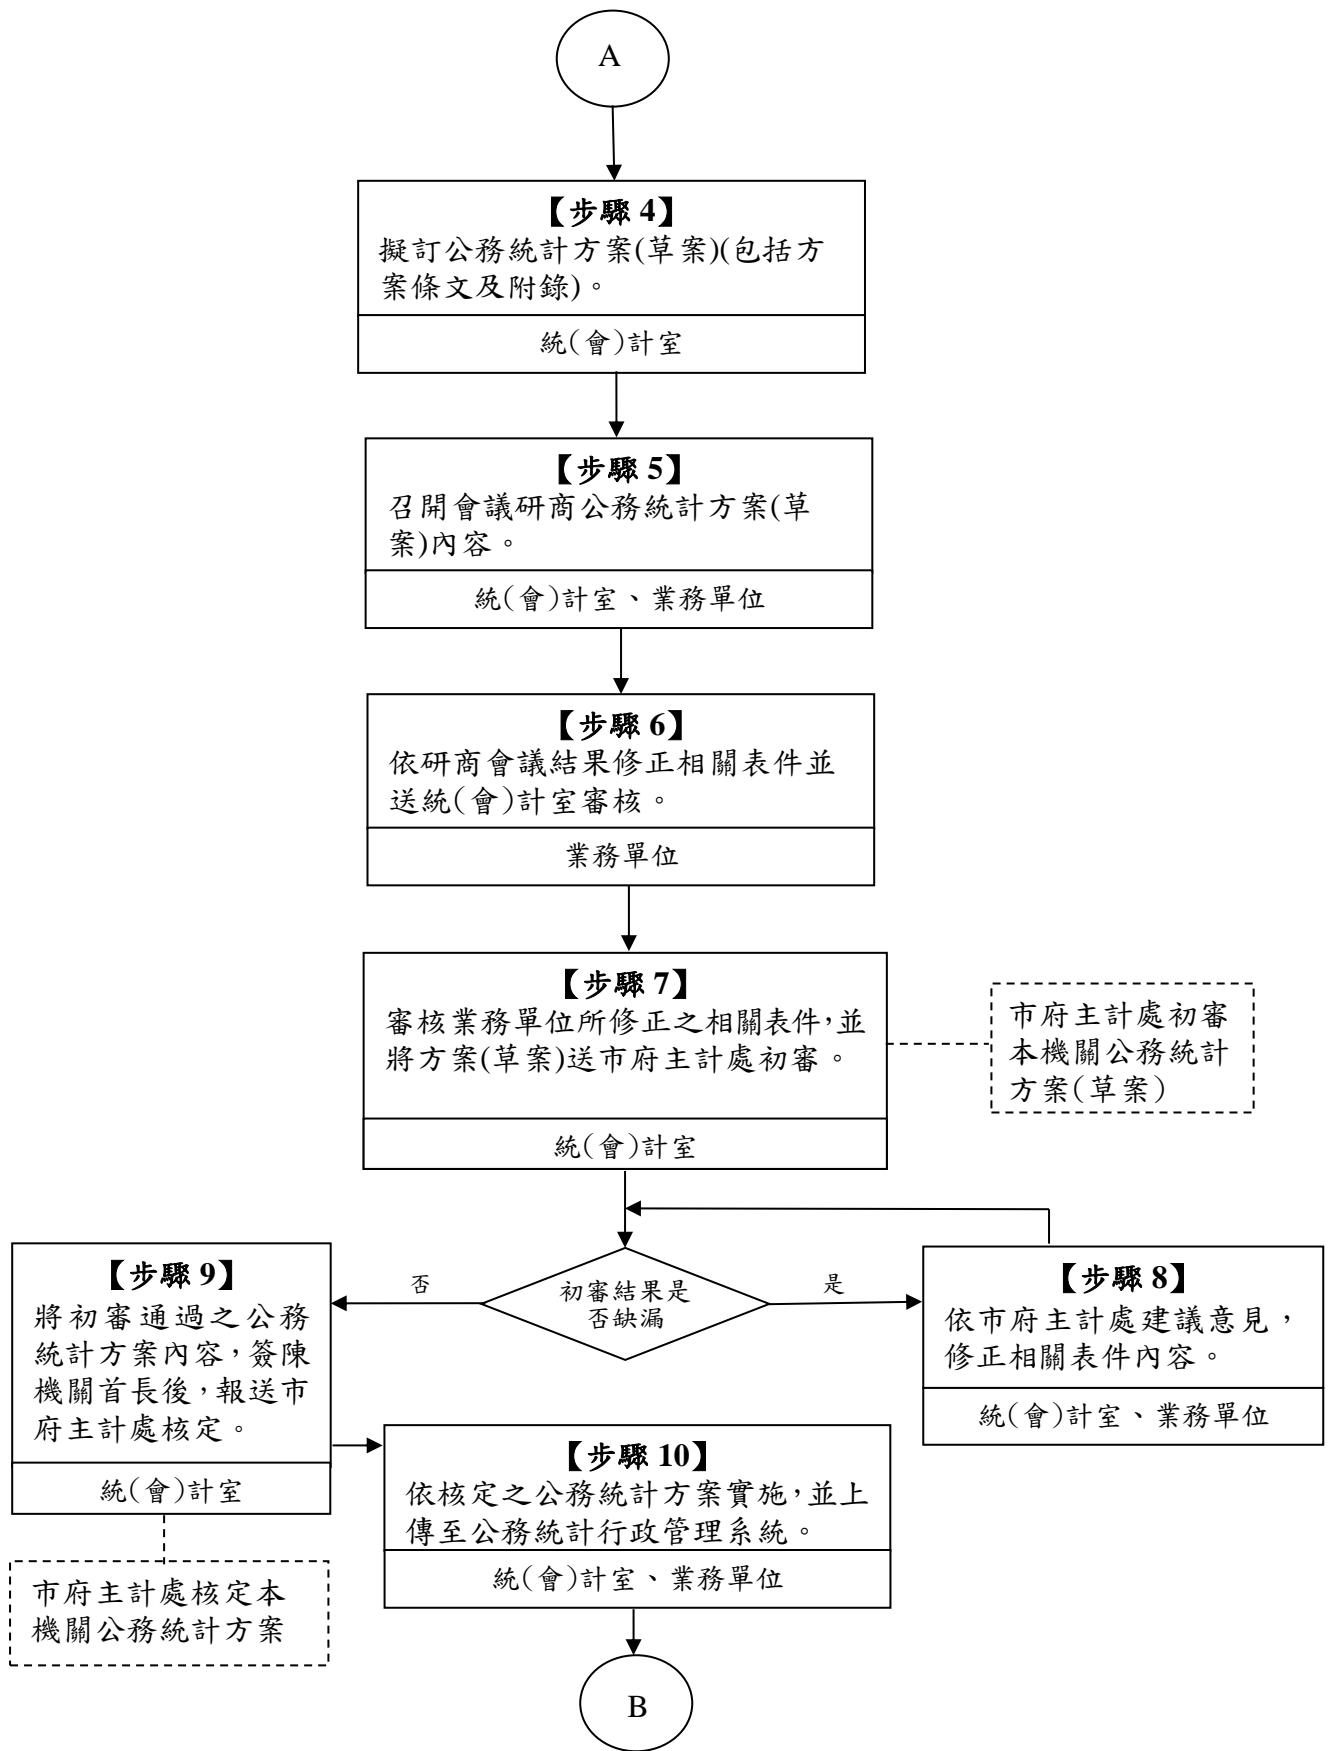 A
【步驟 4】
擬訂公務統計方案(草案)(包括方
案條文及附錄)。
統(會)計室
【步驟 5】
召開會議研商公務統計方案(草
案)內容。
統(會)計室、業務單位
【步驟 6】
依研商會議結果修正相關表件並
送統(會)計室審核。
業務單位
【步驟 7】
審核業務單位所修正之相關表件,並
將方案(草案)送市府主計處初審。
統(會)計室
市府主計處初審
本機關公務統計
方案(草案)
初審結果是
否缺漏
否
是
【步驟 8】
依市府主計處建議意見,
修正相關表件內容。
統(會)計室、業務單位
【步驟 9】
將初審通過之公務
統計方案內容,簽陳
機關首長後,報送市
府主計處核定。
統(會)計室
市府主計處核定本
機關公務統計方案
【步驟 10】
依核定之公務統計方案實施,並上
傳至公務統計行政管理系統。
統(會)計室、業務單位
B